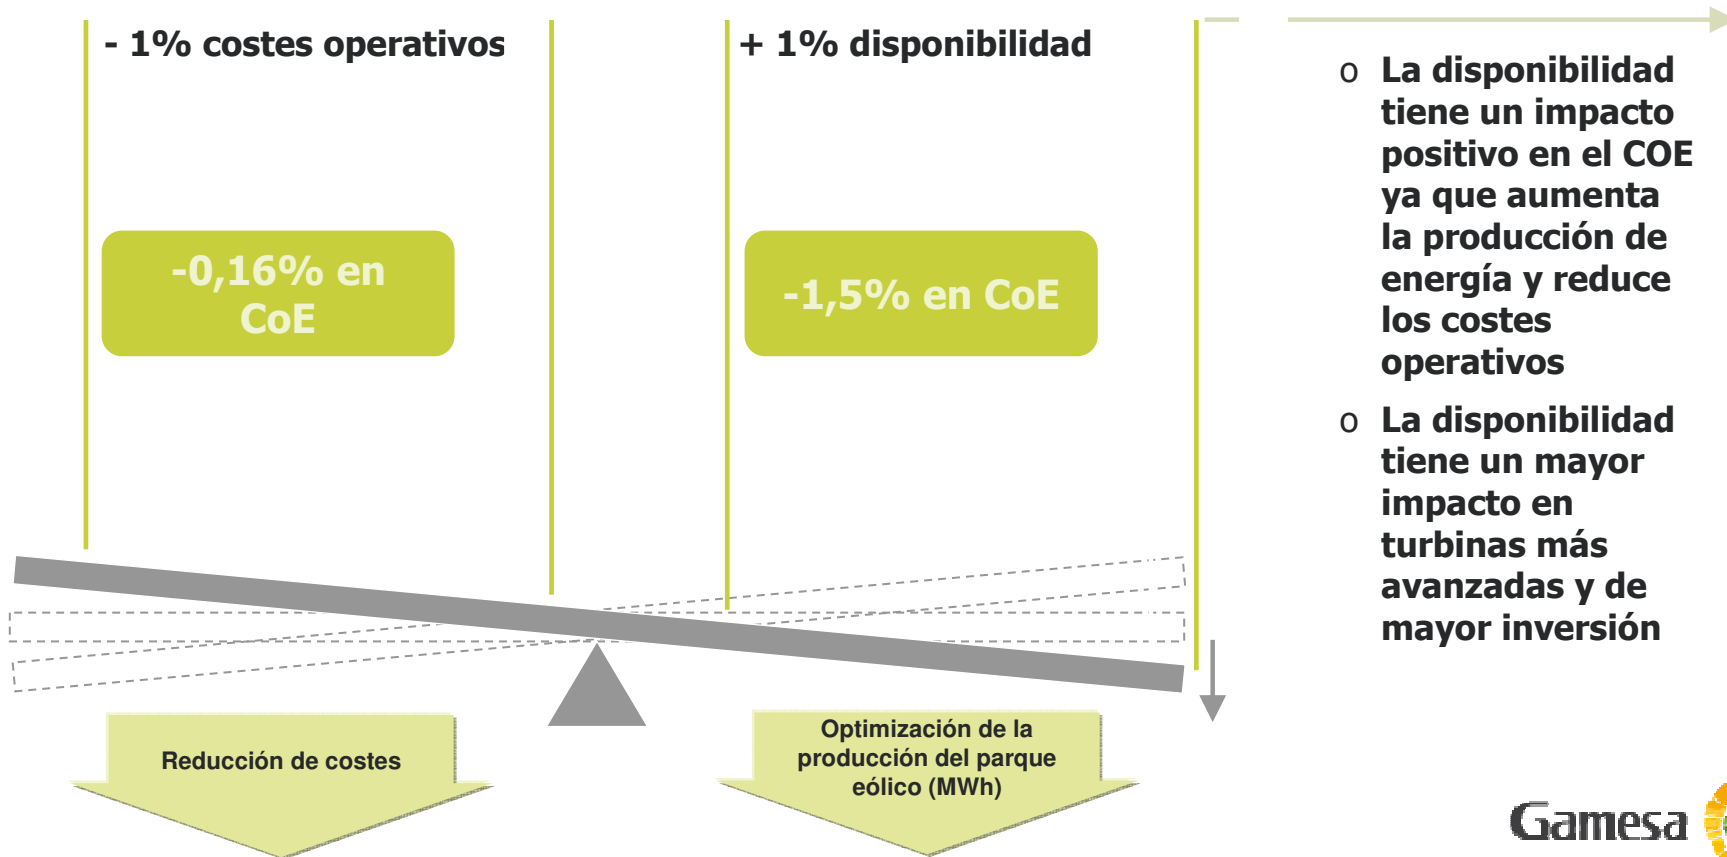 - 1% costes operativos
+ 1% disponibilidad
-0,16% en
CoE
-1,5% en CoE
o La disponibilidad
tiene un impacto
positivo en el COE
ya que aumenta
la producción de
energía y reduce
los costes
operativos
o La disponibilidad
tiene un mayor
impacto en
turbinas más
avanzadas y de
mayor inversión
Reducción de costes
Optimización de la
producción del parque
eólico (MWh)
Gamesa